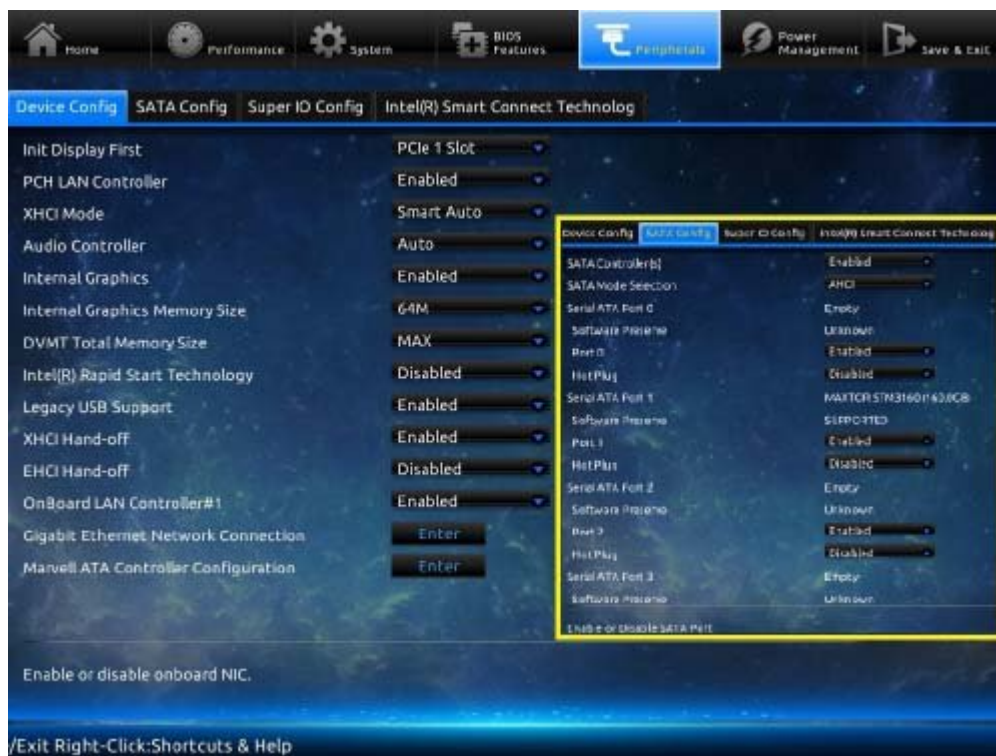 Home Performance System BIOS Features Peripherals Power Management Save & Exit
Device Config SATA Config Super IO Config Intel(R) Smart Connect Technolog
Init Display First PCIe 1 Slot
PCH LAN Controller Enabled
XHCI Mode Smart Auto
Audio Controller Auto
Internal Graphics Enabled
Internal Graphics Memory Size 64M
DVMT Total Memory Size MAX
Intel(R) Rapid Start Technology Disabled
Legacy USB Support Enabled
XHCI Hand-off Enabled
EHCI Hand-off Disabled
OnBoard LAN Controller#1 Enabled
Gigabit Ethernet Network Connection Enter
Marvell ATA Controller Configuration Enter
Enable or disable onboard NIC.
/Exit Right-Click:Shortcuts & Help
Device Config SATA Config Super IO Config Intel(R) Smart Connect Technolog
SATA Controller(s) Enabled
SATA Mode Selection AHCI
Serial ATA Port 0 Empty
Software Preserve Unknown
Port 0 Enabled
Hot Plug Disabled
Serial ATA Port 1 MAXTOR STM3160 (160.0GB)
Software Preserve SUPPORTED
Port 1 Enabled
Hot Plug Disabled
Serial ATA Port 2 Empty
Software Preserve Unknown
Port 2 Enabled
Hot Plug Disabled
Serial ATA Port 3 Empty
Software Preserve Unknown
Enable or Disable SATA Port